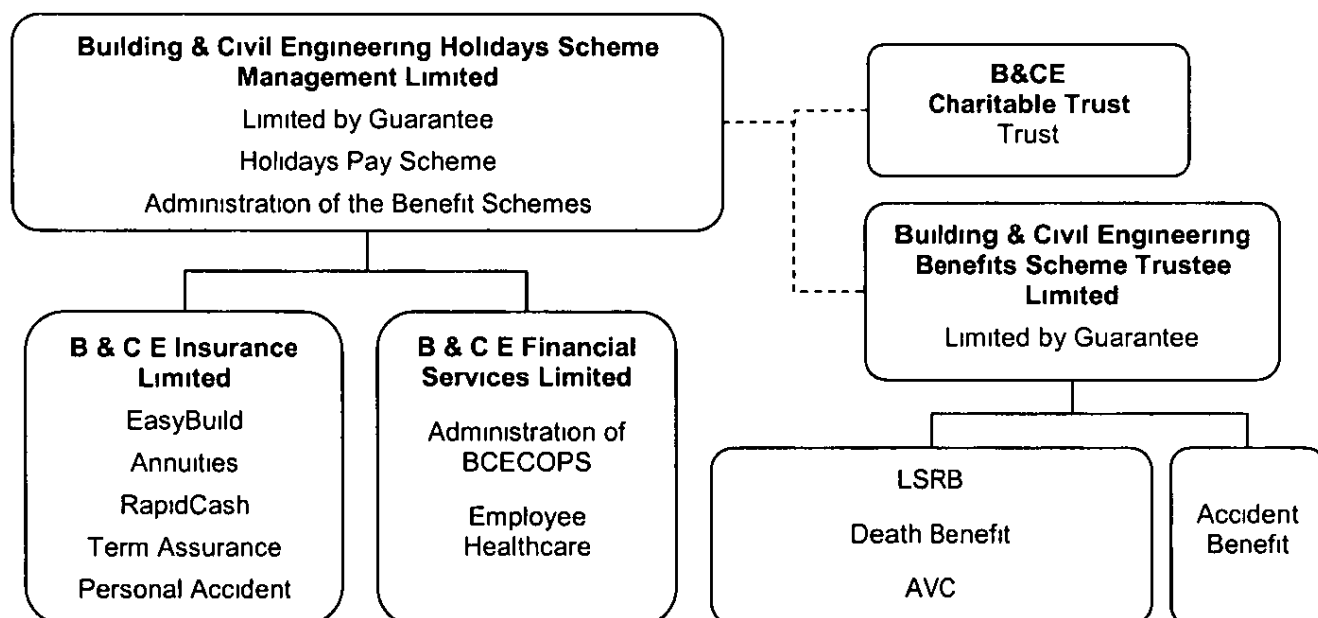 Building & Civil Engineering Holidays Scheme
Management Limited
Limited by Guarantee
Holidays Pay Scheme
Administration of the Benefit Schemes
B&CE
Charitable Trust
Trust
Building & Civil Engineering
Benefits Scheme Trustee
Limited
Limited by Guarantee
B & C E Insurance
Limited
EasyBuild
Annuities
RapidCash
Term Assurance
Personal Accident
B & C E Financial
Services Limited
Administration of
BCECOPS
Employee
Healthcare
LSRB
Death Benefit
AVC
Accident
Benefit